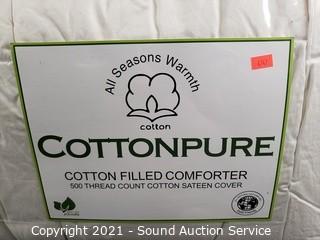 All Seasons Warmth
cotton
COTTONPURE
COTTON FILLED COMFORTER
500 THREAD COUNT COTTON SATEEN COVER
Copyright 2021 - Sound Auction Service